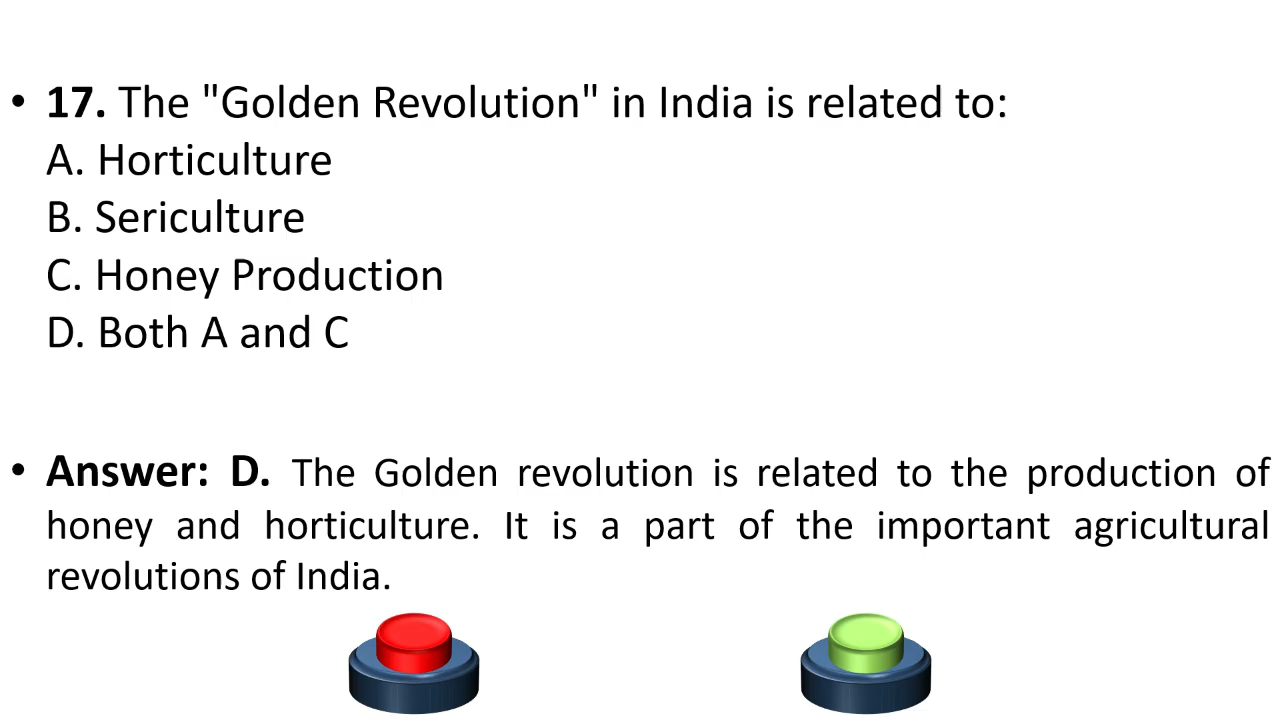 • 17. The "Golden Revolution" in India is related to:
A. Horticulture
B. Sericulture
C. Honey Production
D. Both A and C
• Answer: D. The Golden revolution is related to the production of
honey and horticulture. It is a part of the important agricultural
revolutions of India.